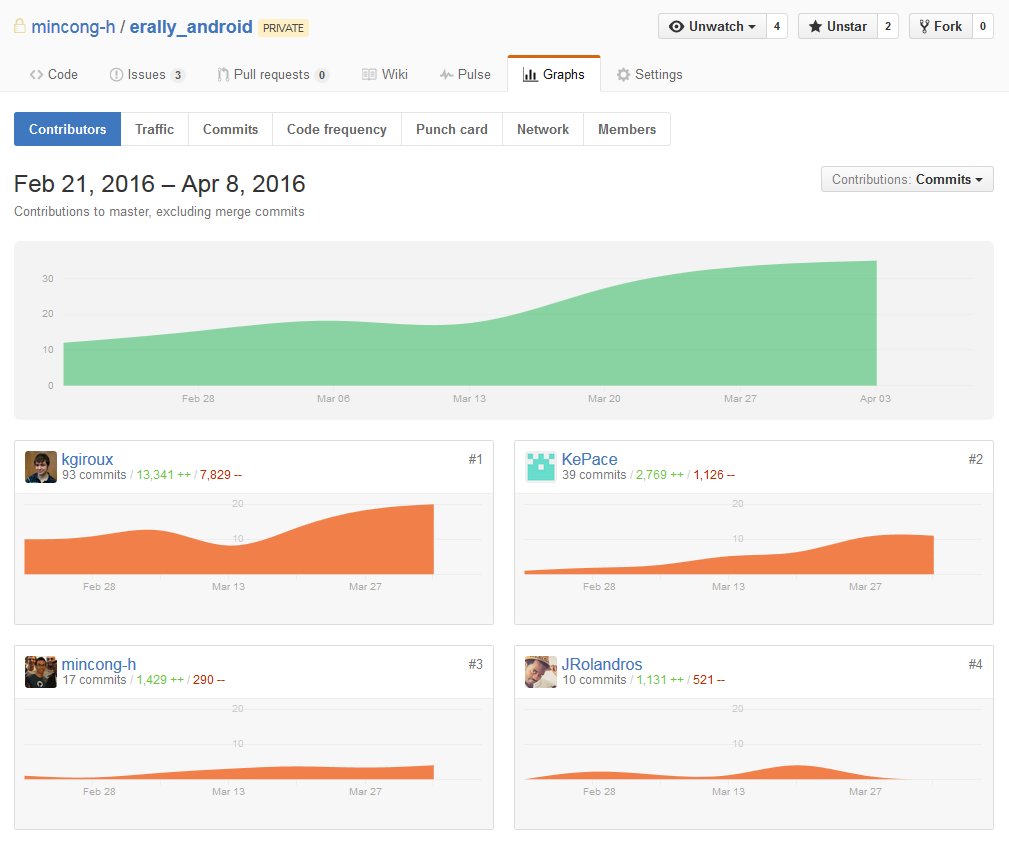 mincong-h / erally_android PRIVATE
Unwatch 4 Unstar 2 Fork 0
Code Issues 3 Pull requests 0 Wiki Pulse Graphs Settings
Contributors Traffic Commits Code frequency Punch card Network Members
Feb 21, 2016 – Apr 8, 2016
Contributions: Commits
Contributions to master, excluding merge commits
30
20
10
0
Feb 28 Mar 06 Mar 13 Mar 20 Mar 27 Apr 03
kgiroux #1
93 commits / 13,341 ++ / 7,829 --
20
10
Feb 28 Mar 13 Mar 27
KePace #2
39 commits / 2,769 ++ / 1,126 --
20
10
Feb 28 Mar 13 Mar 27
mincong-h #3
17 commits / 1,429 ++ / 290 --
20
10
Feb 28 Mar 13 Mar 27
JRolandros #4
10 commits / 1,131 ++ / 521 --
20
10
Feb 28 Mar 13 Mar 27